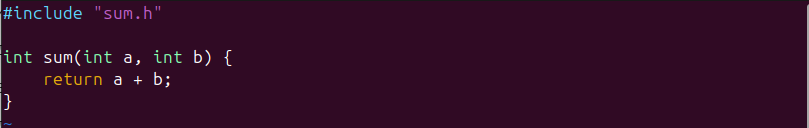 #include "sum.h"

int sum(int a, int b) {
    return a + b;
}
~